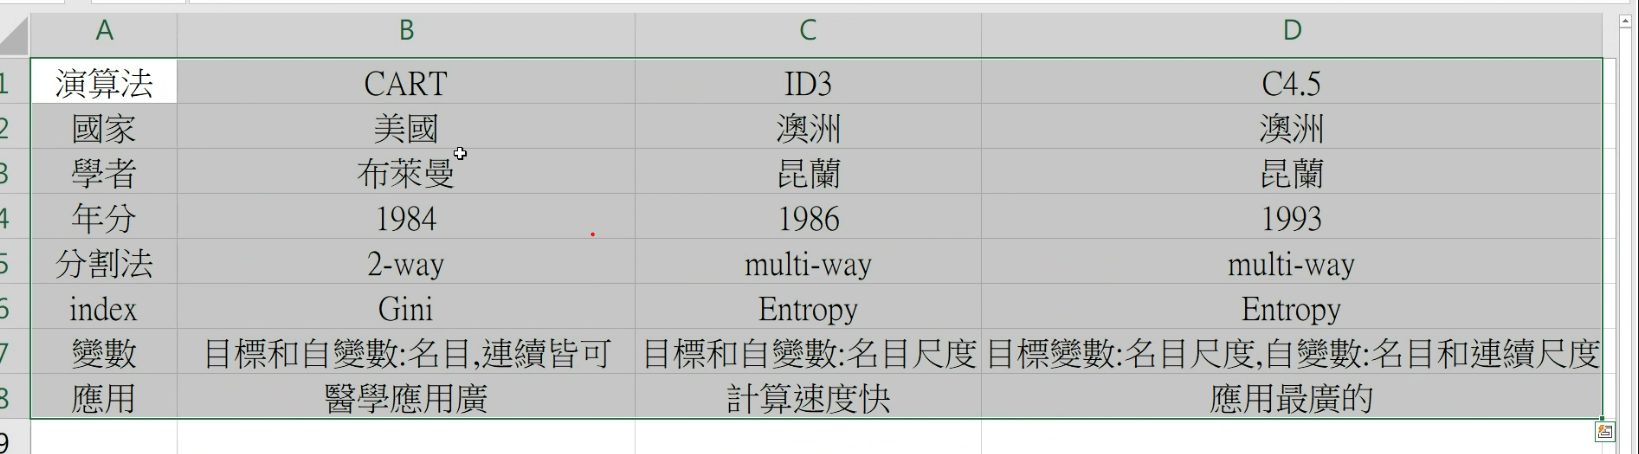 A B C D
1 演算法 CART ID3 C4.5
2 國家 美國 澳洲 澳洲
3 學者 布萊曼 昆蘭 昆蘭
4 年分 1984 1986 1993
5 分割法 2-way multi-way multi-way
6 index Gini Entropy Entropy
7 變數 目標和自變數:名目,連續皆可 目標和自變數:名目尺度 目標變數:名目尺度,自變數:名目和連續尺度
8 應用 醫學應用廣 計算速度快 應用最廣的
9